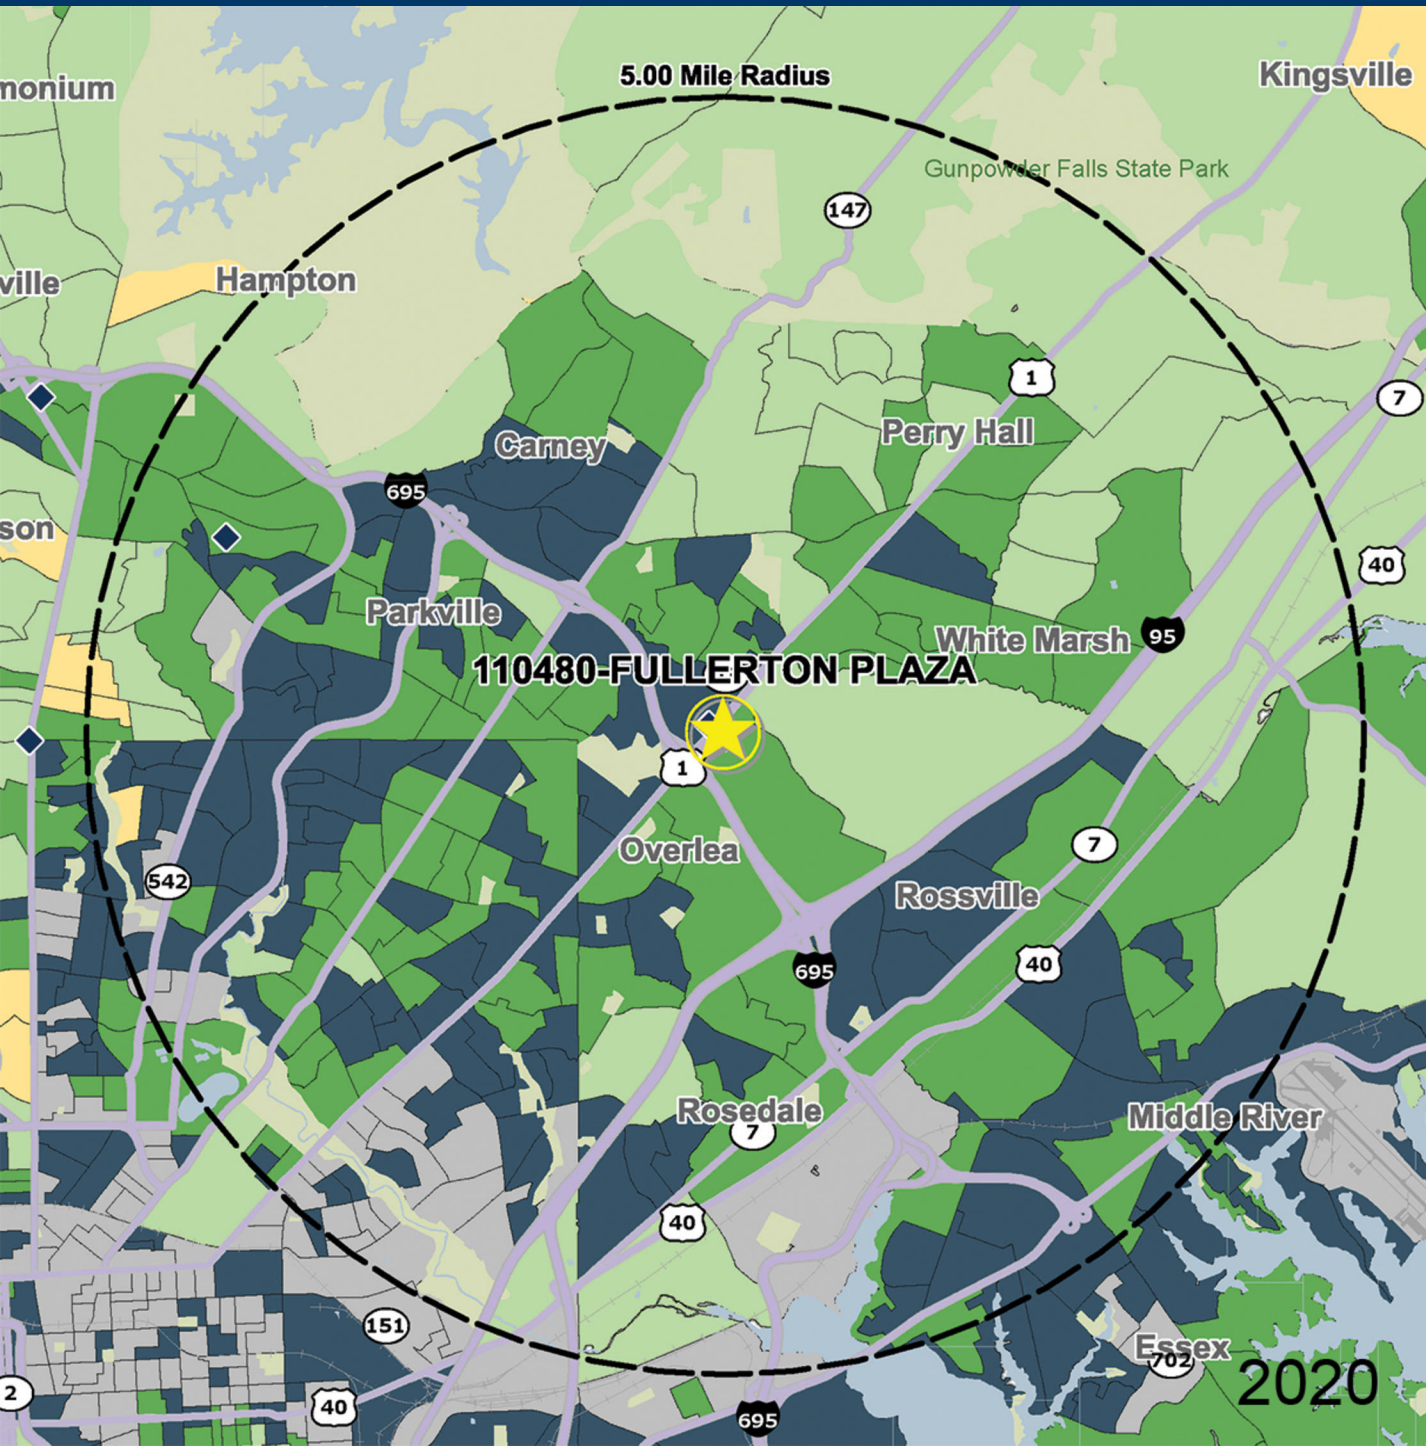 5.00 Mile Radius
Kingsville
monium
Gunpowder Falls State Park
147
ville
Hampton
1
7
Perry Hall
Carney
695
son
40
Parkville
White Marsh
95
110480-FULLERTON PLAZA
1
Overlea
7
542
Rossville
695
40
Rosedale
7
Middle River
40
151
Essex
702
2020
2
40
695